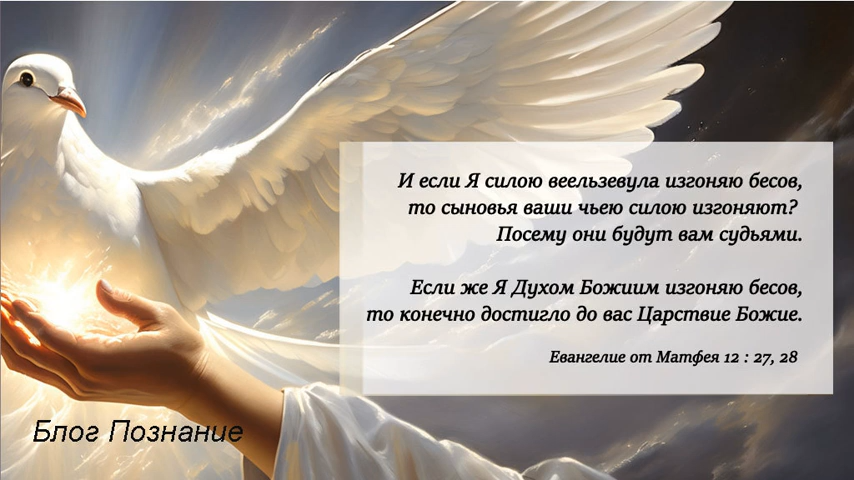 И если Я силою веельзевула изгоняю бесов,
то сыновья ваши чьею силою изгоняют?
Посему они будут вам судьями.
Если же Я Духом Божиим изгоняю бесов,
то конечно достигло до вас Царствие Божие.
Евангелие от Матфея 12 : 27, 28
Блог Познание